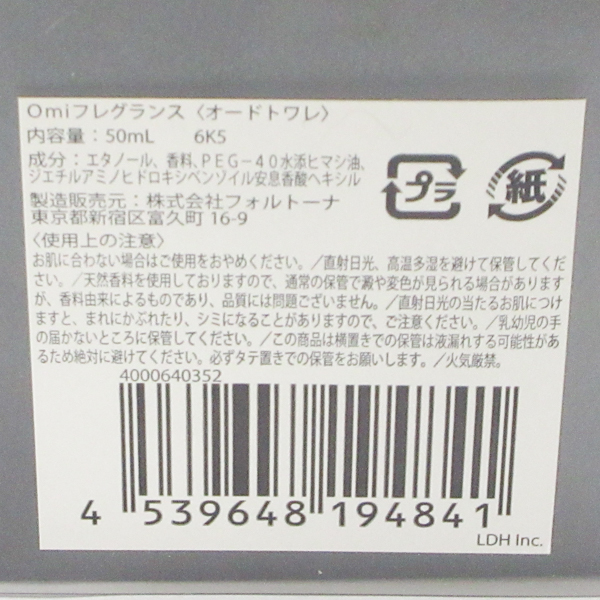 Omiフレグランス〈オードトワレ〉
内容量：50mL 6K5
成分：エタノール、香料、PEG－40水添ヒマシ油、
ジエチルアミノヒドロキシベンゾイル安息香酸ヘキシル
プラ
紙
製造販売元：株式会社フォルトーナ
東京都新宿区富久町 16-9
〈使用上の注意〉
お肌に合わない場合はご使用をおやめください。／直射日光、高温多湿を避けて保管してくだ
さい。／天然香料を使用しておりますので、通常の保管で澱や変色が見られる場合があります
が、香料由来によるものであり、品質には問題ございません。／直射日光の当たるお肌につけ
ますと、まれにかぶれたり、シミになることがありますので、ご注意ください。／乳幼児の手
の届かないところに保管してください。／この商品は横置きでの保管は液漏れする可能性があ
るため絶対に避けてください。必ずタテ置きでの保管をお願いします。／火気厳禁。
4000640352
4 539648 194841
LDH Inc.